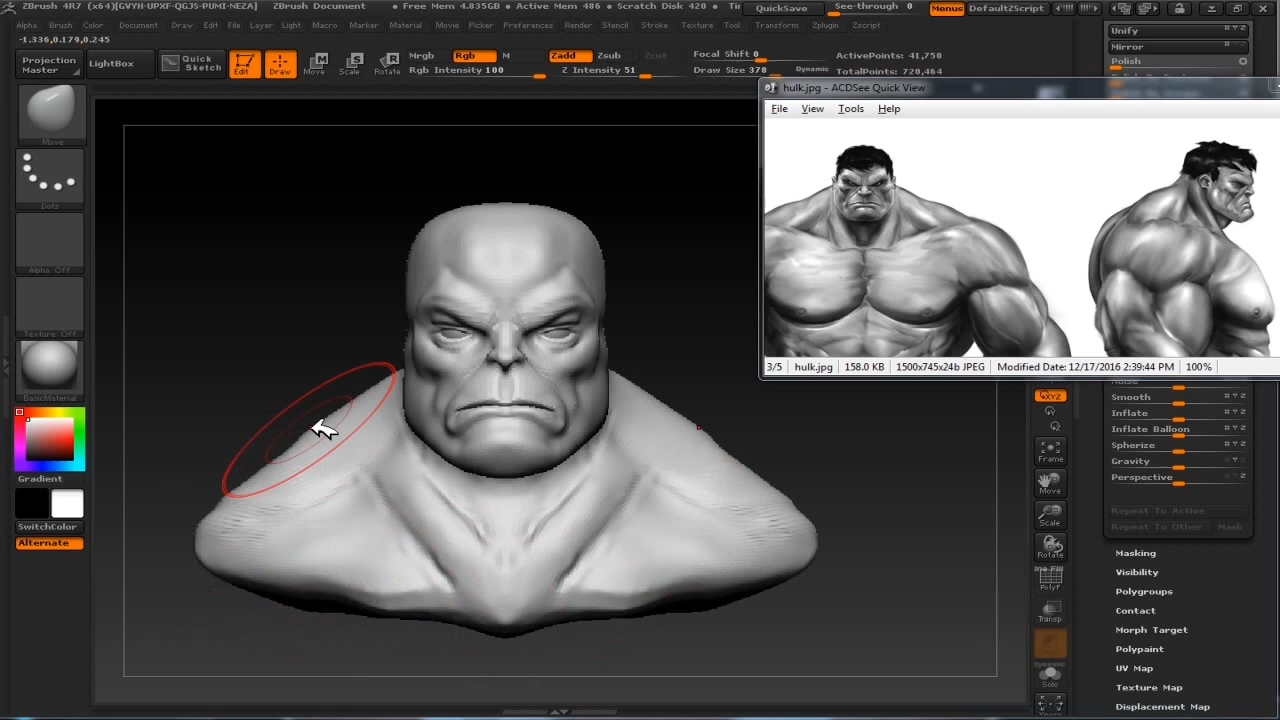 ZBrush 4R7 (x64)[GVYH-UPXF-QGJS-PUMI-NEZA] ZBrush Document • Free Mem 4.835GB • Active Mem 486 • Scratch Disk 420 • QuickSave See-through 0 Menus DefaultZScript
Alpha Brush Color Document Draw Edit File Layer Light Macro Marker Material Movie Picker Preferences Render Stencil Stroke Texture Tool Transform Zplugin Zscript
-1.336,0.179,0.245
Projection Master
LightBox
Quick Sketch
Edit
Draw
Move
Scale
Rotate
Mrgb Rgb M Zadd Zsub Zcut
Rgb Intensity 100 Z Intensity 51
Focal Shift 0
Draw Size 378 Dynamic
ActivePoints: 41,750
TotalPoints: 720,464
Unify
Mirror
Polish
hulk.jpg - ACDSee Quick View
File View Tools Help
3/5 hulk.jpg 158.0 KB 1500x745x24b JPEG Modified Date: 12/17/2016 2:39:44 PM 100%
Move
Dots
Alpha Off
Texture Off
BasicMaterial
Gradient
SwitchColor
Alternate
XYZ
Frame
Move
Scale
Rotate
PolyF
Transp
Dynamic
Solo
Smooth
Inflate
Inflate Balloon
Spherize
Gravity
Perspective
Repeat To Active
Repeat To Other Mask
Masking
Visibility
Polygroups
Contact
Morph Target
Polypaint
UV Map
Texture Map
Displacement Map